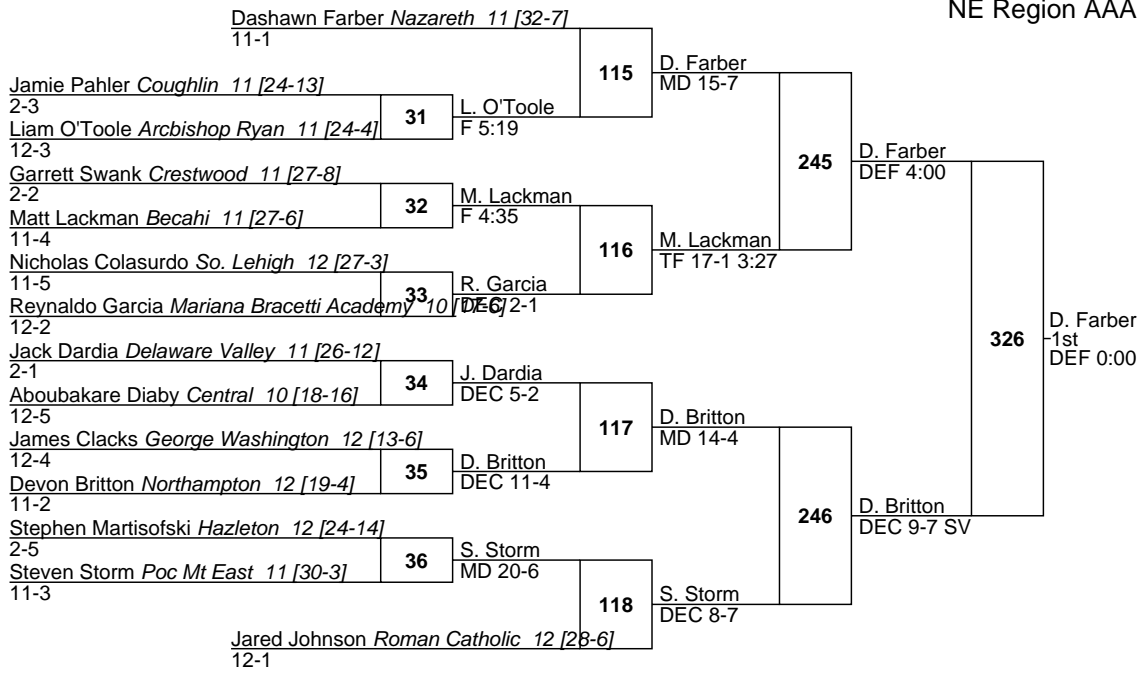 NE Region AAA
Dashawn Farber Nazareth 11 [32-7]
11-1
115
D. Farber
MD 15-7
Jamie Pahler Coughlin 11 [24-13]
2-3
31
L. O'Toole
F 5:19
Liam O'Toole Arcbishop Ryan 11 [24-4]
12-3
245
D. Farber
DEF 4:00
Garrett Swank Crestwood 11 [27-8]
2-2
32
M. Lackman
F 4:35
Matt Lackman Becahi 11 [27-6]
11-4
116
M. Lackman
TF 17-1 3:27
Nicholas Colasurdo So. Lehigh 12 [27-3]
11-5
33
R. Garcia
DEC 2-1
Reynaldo Garcia Mariana Bracetti Academy 10 [17-6]
12-2
326
D. Farber
1st
DEF 0:00
Jack Dardia Delaware Valley 11 [26-12]
2-1
34
J. Dardia
DEC 5-2
Aboubakare Diaby Central 10 [18-16]
12-5
117
D. Britton
MD 14-4
James Clacks George Washington 12 [13-6]
12-4
35
D. Britton
DEC 11-4
Devon Britton Northampton 12 [19-4]
11-2
246
D. Britton
DEC 9-7 SV
Stephen Martisofski Hazleton 12 [24-14]
2-5
36
S. Storm
MD 20-6
Steven Storm Poc Mt East 11 [30-3]
11-3
118
S. Storm
DEC 8-7
Jared Johnson Roman Catholic 12 [28-6]
12-1